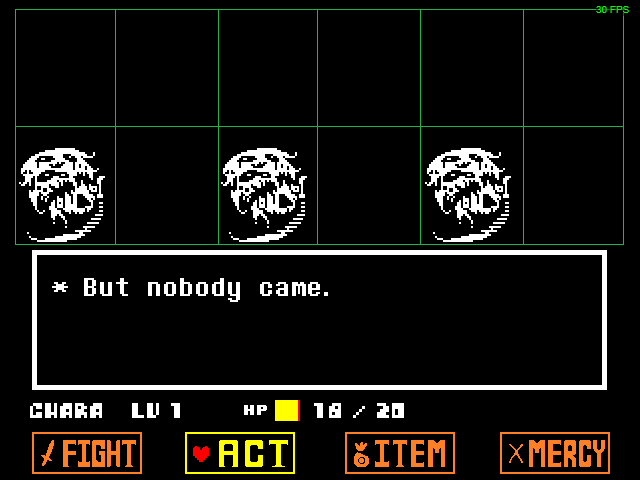 30 FPS
* But nobody came.
CHARA LV 1 HP 18 / 20
FIGHT ACT ITEM MERCY